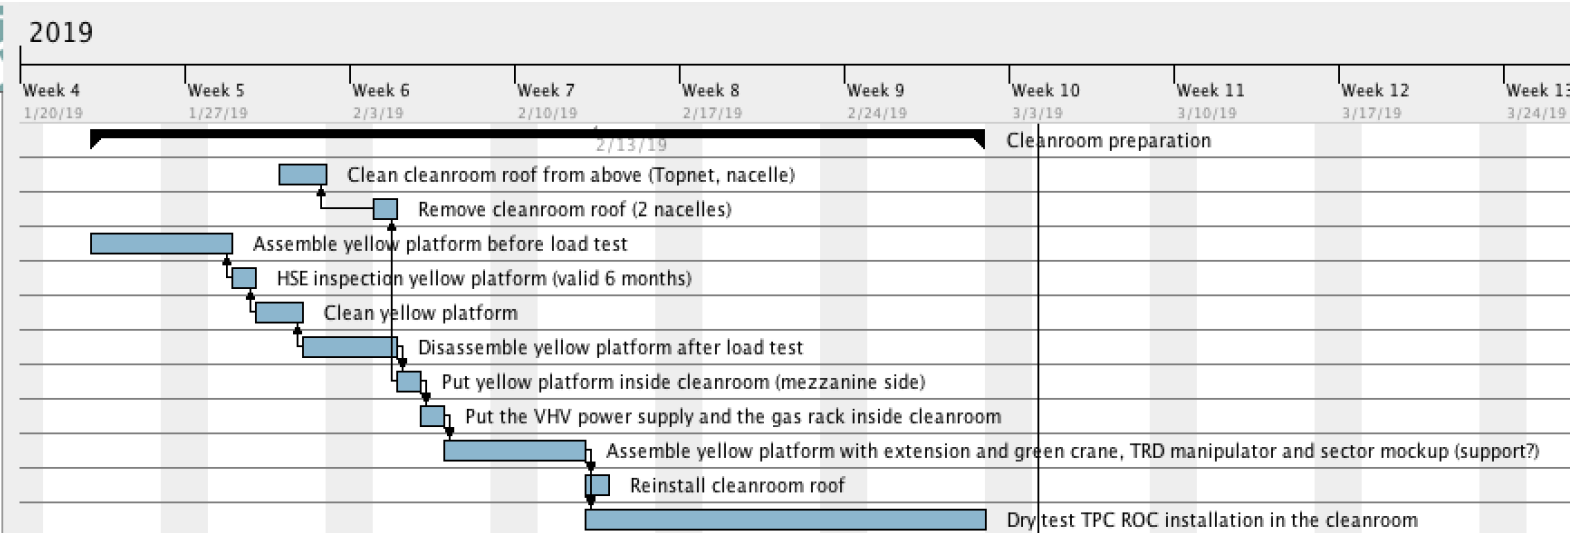 2019
Week 4 Week 5 Week 6 Week 7 Week 8 Week 9 Week 10 Week 11 Week 12 Week 13
1/20/19 1/27/19 2/3/19 2/10/19 2/17/19 2/24/19 3/3/19 3/10/19 3/17/19 3/24/19
2/13/19 Cleanroom preparation
Clean cleanroom roof from above (Topnet, nacelle)
Remove cleanroom roof (2 nacelles)
Assemble yellow platform before load test
HSE inspection yellow platform (valid 6 months)
Clean yellow platform
Disassemble yellow platform after load test
Put yellow platform inside cleanroom (mezzanine side)
Put the VHV power supply and the gas rack inside cleanroom
Assemble yellow platform with extension and green crane, TRD manipulator and sector mockup (support?)
Reinstall cleanroom roof
Dry test TPC ROC installation in the cleanroom